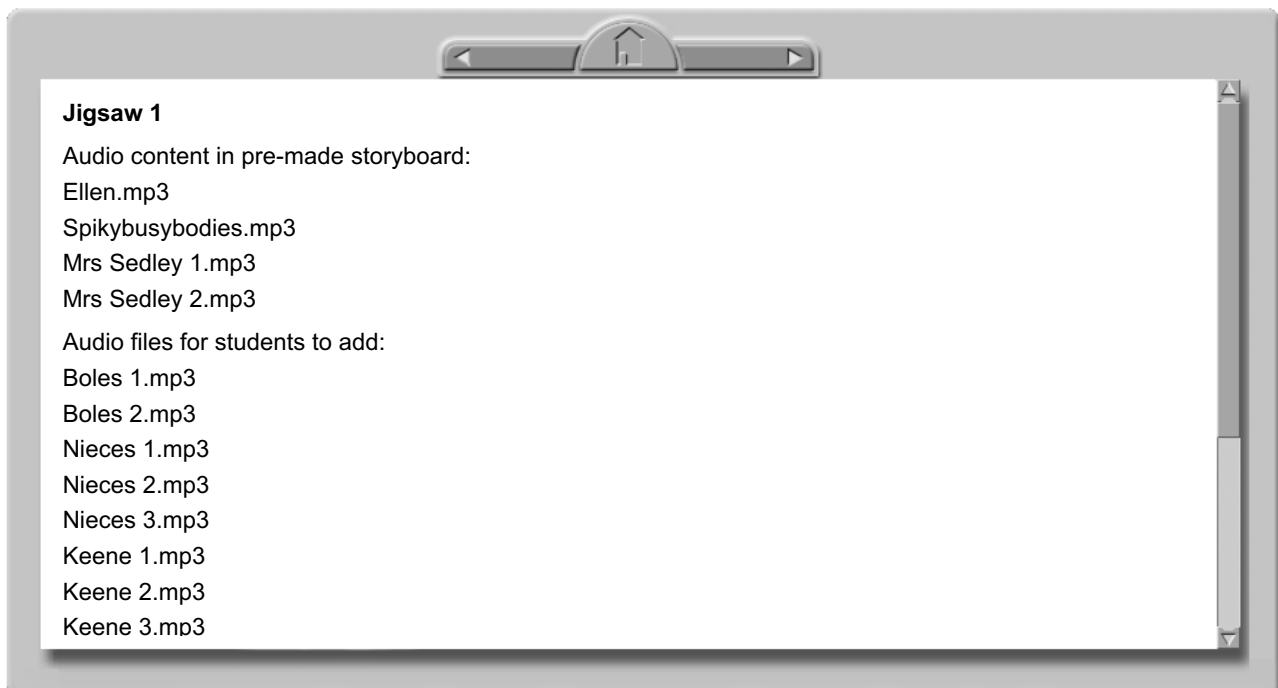 Jigsaw 1
Audio content in pre-made storyboard:
Ellen.mp3
Spikybusybodies.mp3
Mrs Sedley 1.mp3
Mrs Sedley 2.mp3
Audio files for students to add:
Boles 1.mp3
Boles 2.mp3
Nieces 1.mp3
Nieces 2.mp3
Nieces 3.mp3
Keene 1.mp3
Keene 2.mp3
Keene 3.mp3